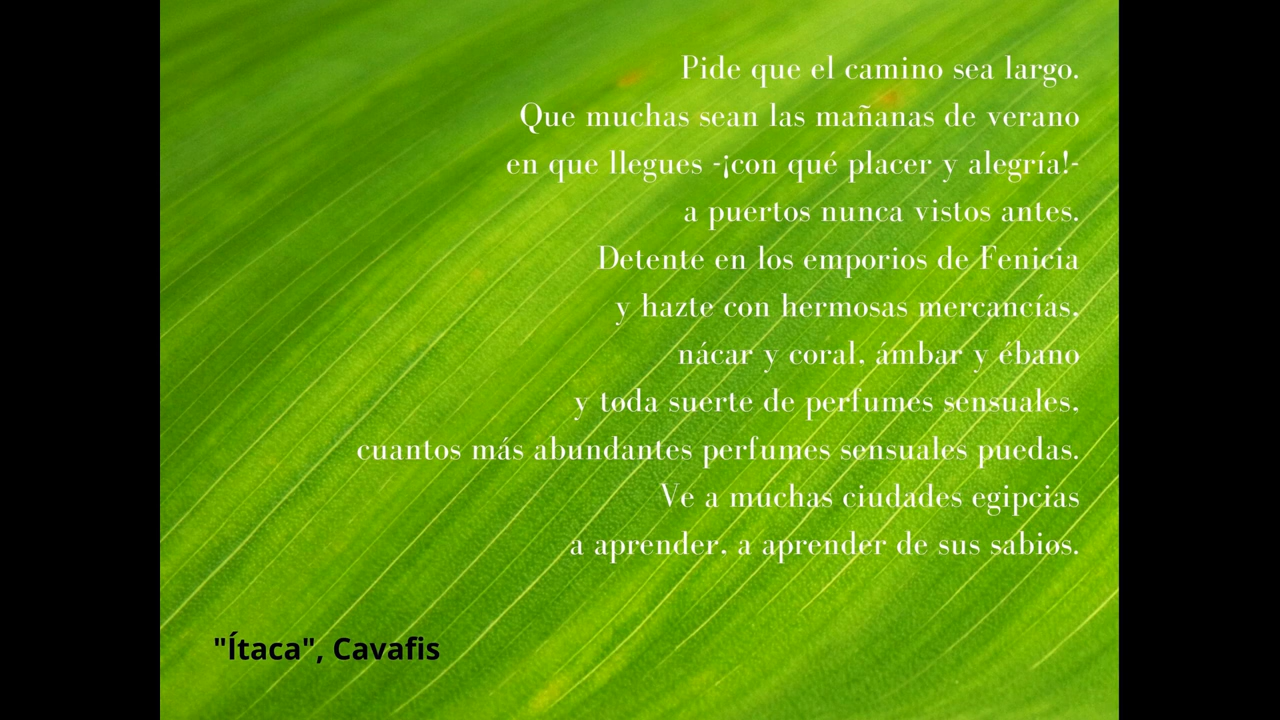 Pide que el camino sea largo.
Que muchas sean las mañanas de verano
en que llegues -¡con qué placer y alegría!-
a puertos nunca vistos antes.
Detente en los emporios de Fenicia
y hazte con hermosas mercancías,
nácar y coral, ámbar y ébano
y toda suerte de perfumes sensuales,
cuantos más abundantes perfumes sensuales puedas.
Ve a muchas ciudades egipcias
a aprender, a aprender de sus sabios.
"Ítaca", Cavafis